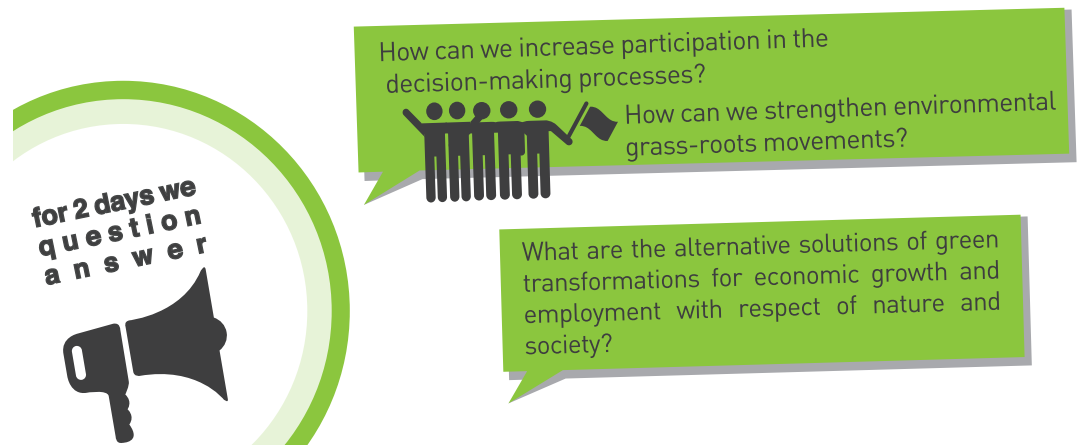 for 2 days we
question
answer
How can we increase participation in the
decision-making processes?
How can we strengthen environmental
grass-roots movements?
What are the alternative solutions of green
transformations for economic growth and
employment with respect of nature and
society?